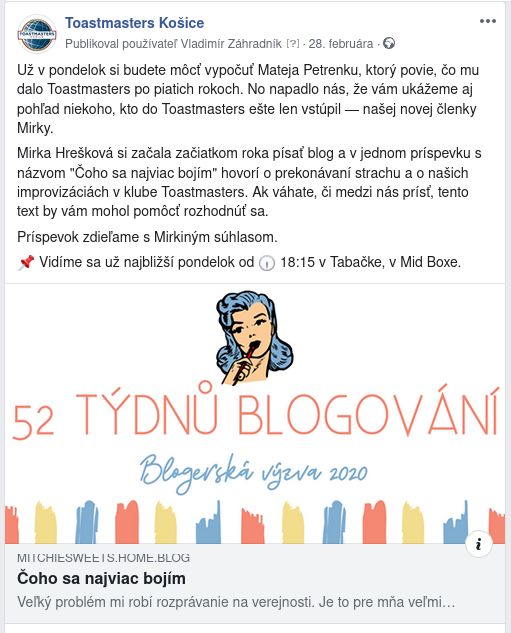 Toastmasters Košice
Publikoval používateľ Vladimír Záhradník [?] · 28. februára ·
Už v pondelok si budete môcť vypočuť Mateja Petrenku, ktorý povie, čo mu
dalo Toastmasters po piatich rokoch. No napadlo nás, že vám ukážeme aj
pohľad niekoho, kto do Toastmasters ešte len vstúpil — našej novej členky
Mirky.
Mirka Hrešková si začala začiatkom roka písať blog a v jednom príspevku s
názvom "Čoho sa najviac bojím" hovorí o prekonávaní strachu a o našich
improvizáciách v klube Toastmasters. Ak váhate, či medzi nás prísť, tento
text by vám mohol pomôcť rozhodnúť sa.
Príspevok zdieľame s Mirkiným súhlasom.
📌 Vidíme sa už najbližší pondelok od 🕡 18:15 v Tabačke, v Mid Boxe.
52 TÝDNŮ BLOGOVÁNÍ
Blogerská výzva 2020
MITCHIESWEETS.HOME.BLOG
Čoho sa najviac bojím
Veľký problém mi robí rozprávanie na verejnosti. Je to pre mňa veľmi…